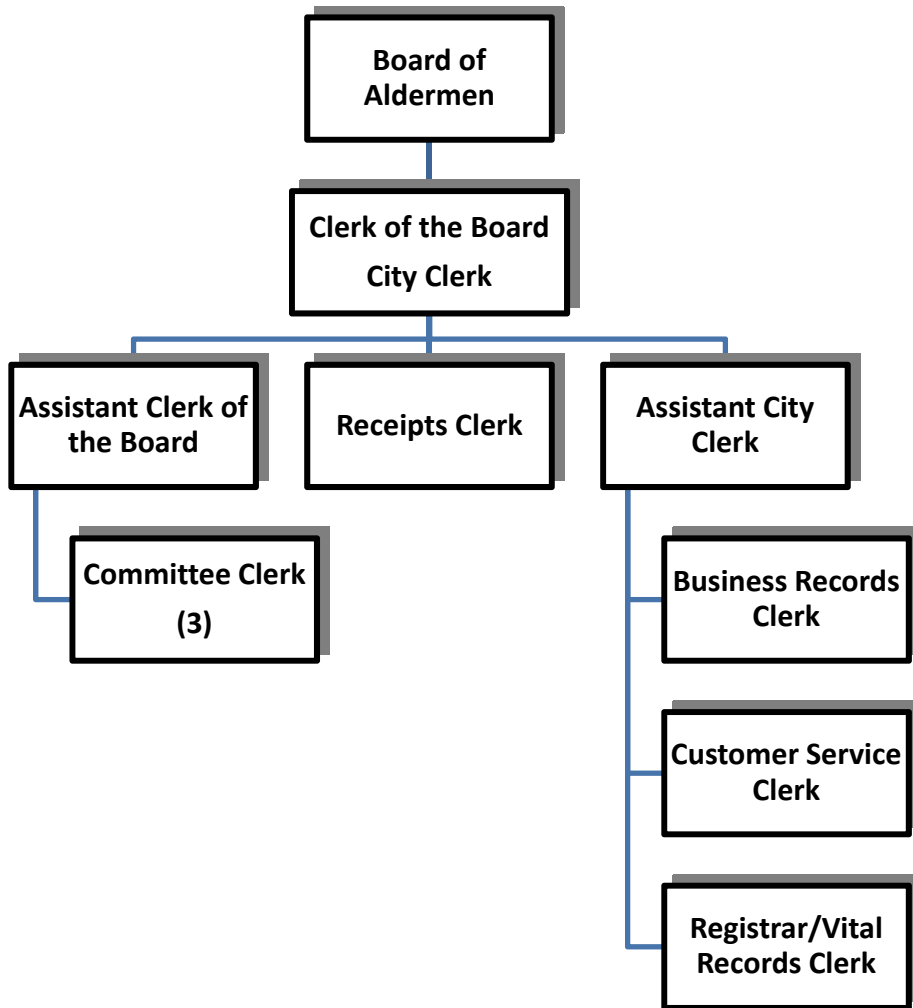 Board of
Aldermen
Clerk of the Board
City Clerk
Assistant Clerk of
the Board
Receipts Clerk
Assistant City
Clerk
Committee Clerk
(3)
Business Records
Clerk
Customer Service
Clerk
Registrar/Vital
Records Clerk